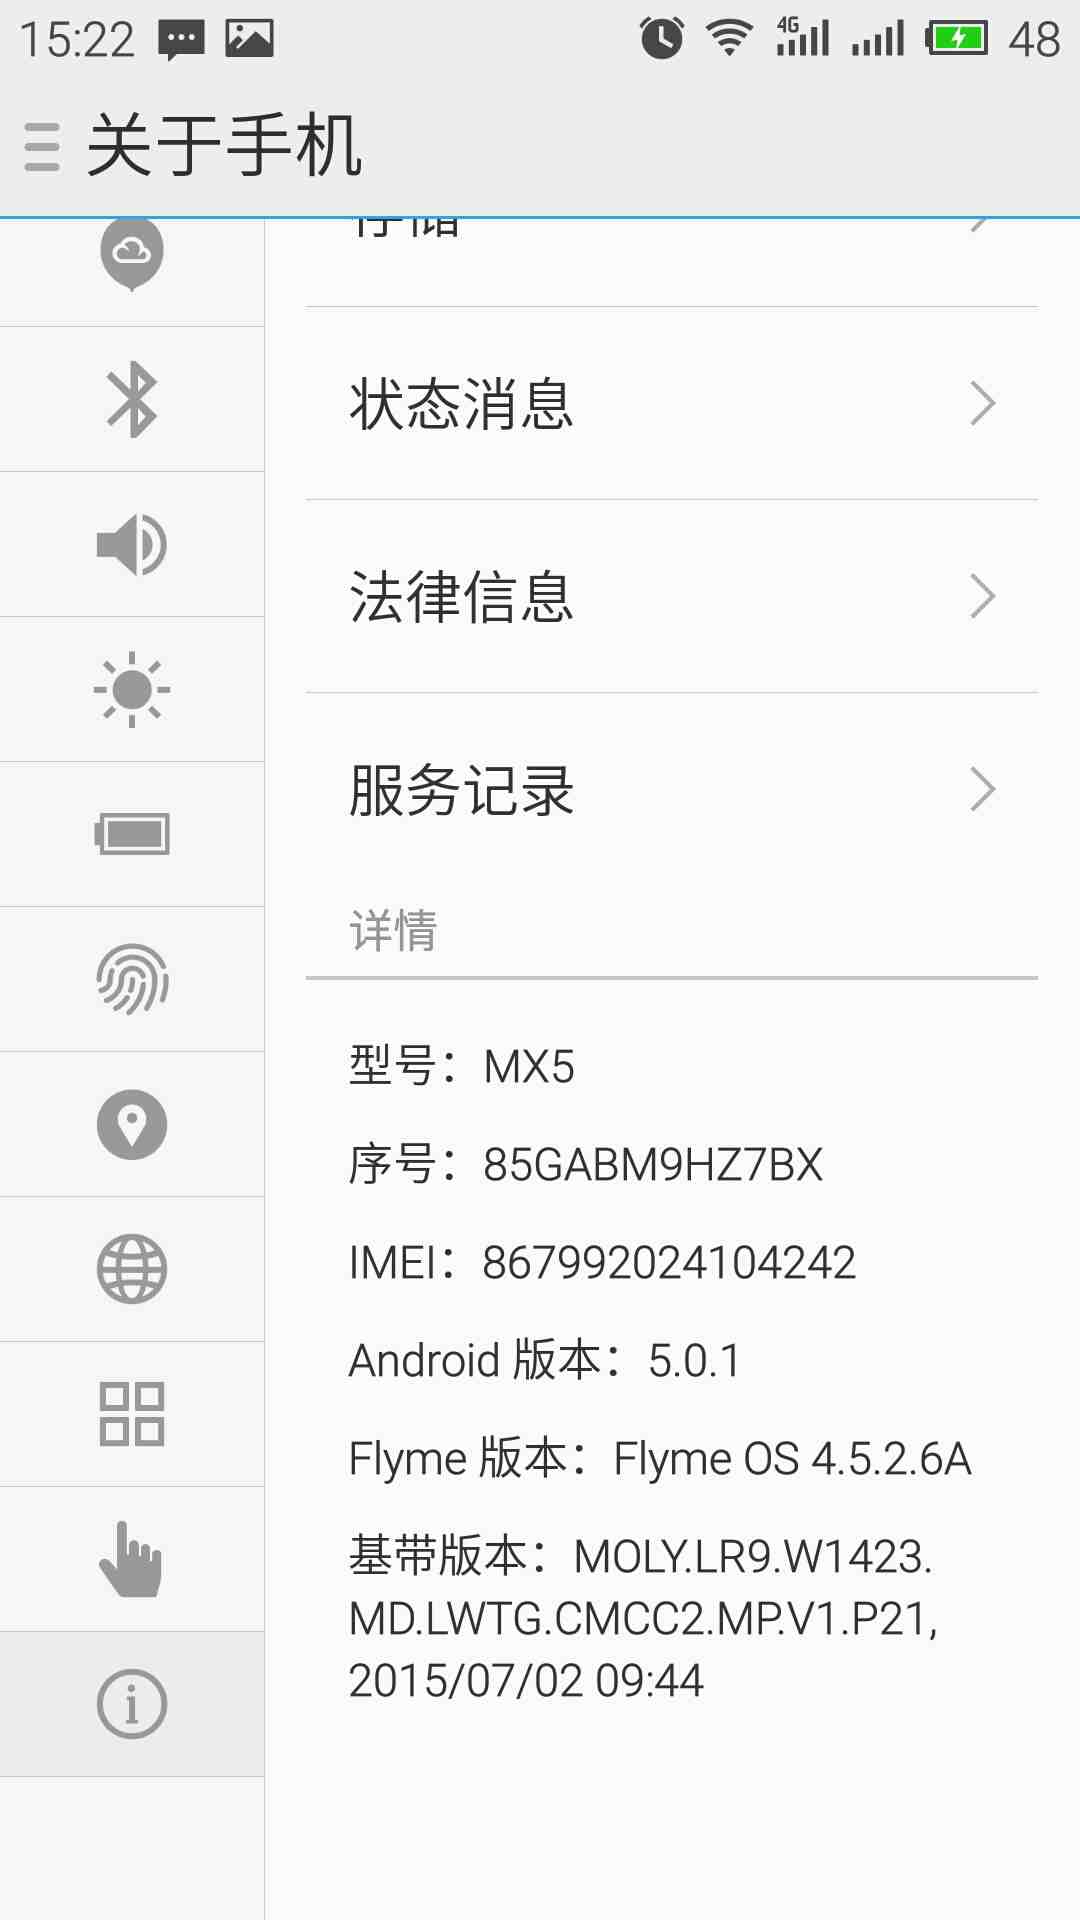 15:22
4G
48
关于手机
存储
状态消息
法律信息
服务记录
详情
型号：MX5
序号：85GABM9HZ7BX
IMEI：867992024104242
Android 版本：5.0.1
Flyme 版本：Flyme OS 4.5.2.6A
基带版本：MOLY.LR9.W1423.
MD.LWTG.CMCC2.MP.V1.P21,
2015/07/02 09:44